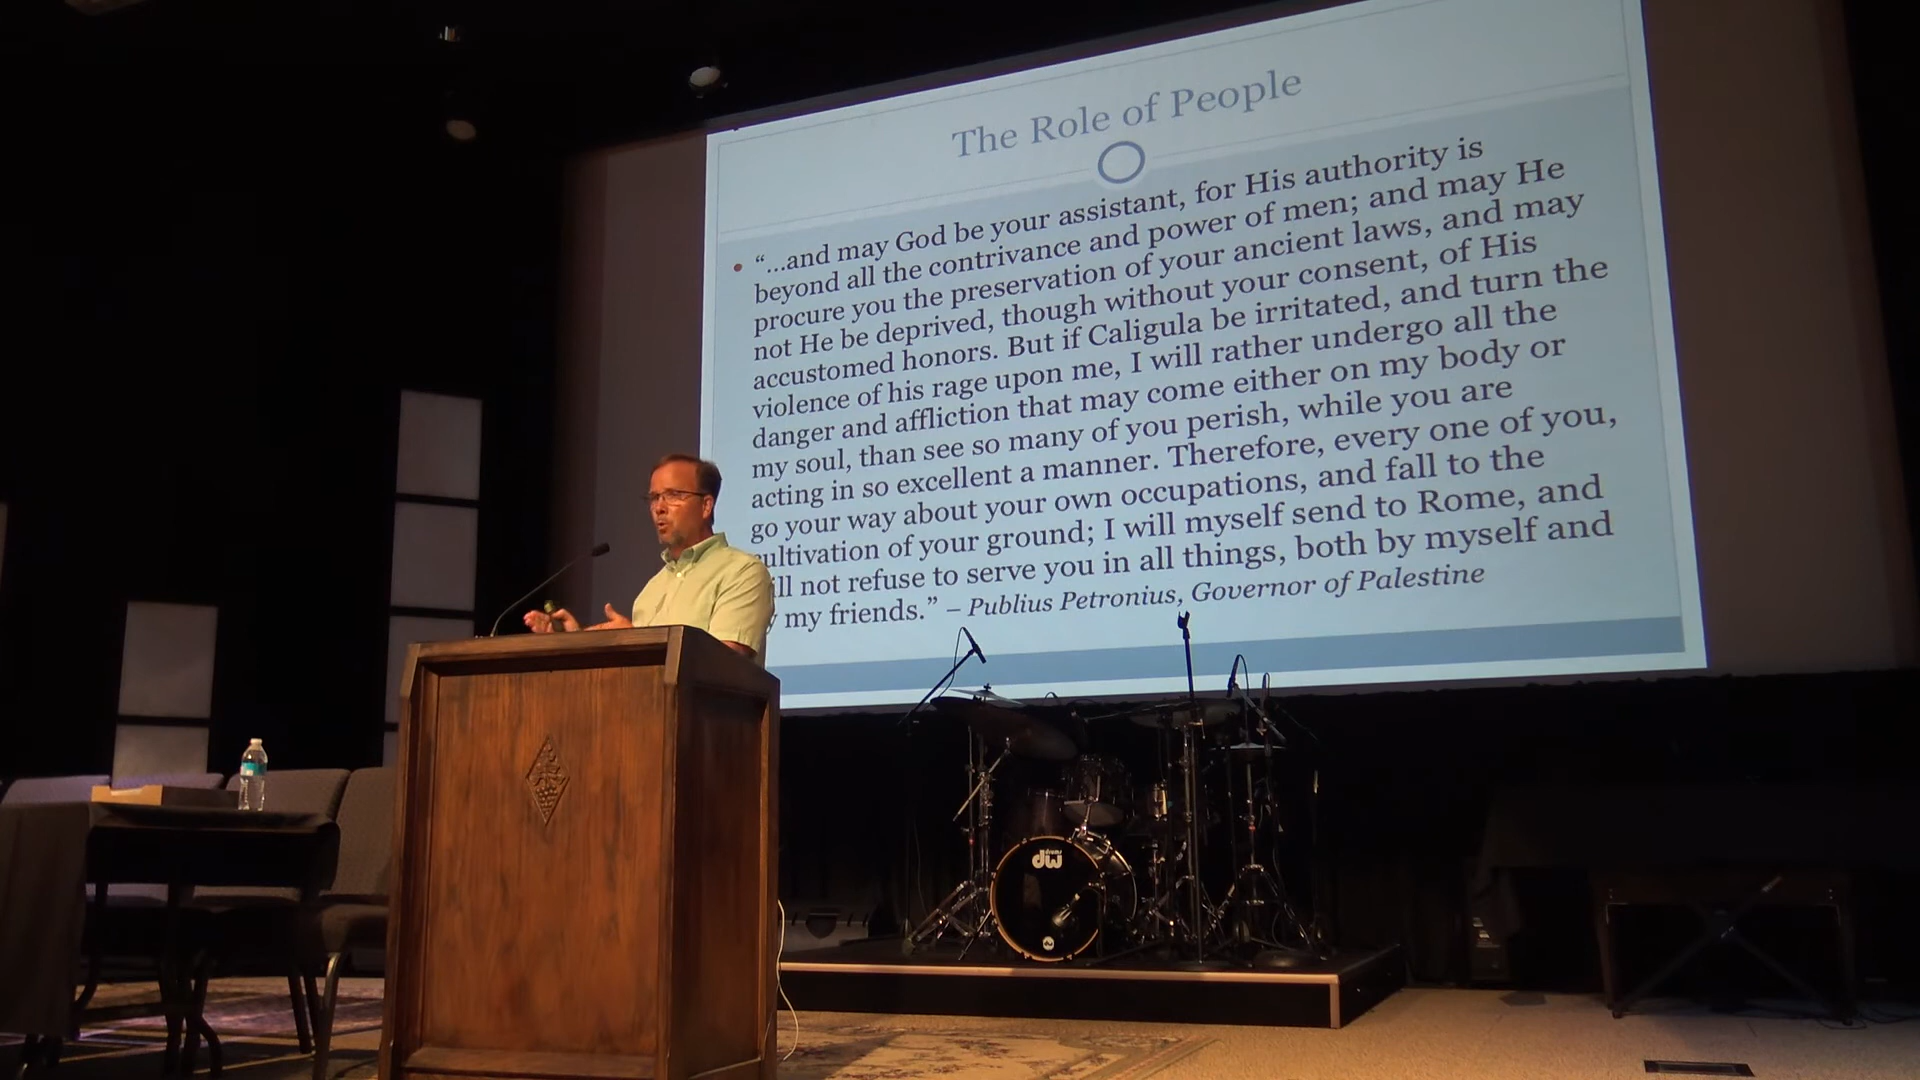 The Role of People
• “...and may God be your assistant, for His authority is
beyond all the contrivance and power of men; and may He
procure you the preservation of your ancient laws, and may
not He be deprived, though without your consent, of His
accustomed honors. But if Caligula be irritated, and turn the
violence of his rage upon me, I will rather undergo all the
danger and affliction that may come either on my body or
my soul, than see so many of you perish, while you are
acting in so excellent a manner. Therefore, every one of you,
go your way about your own occupations, and fall to the
ultivation of your ground; I will myself send to Rome, and
ll not refuse to serve you in all things, both by myself and
my friends.” – Publius Petronius, Governor of Palestine
drums
dw
dw